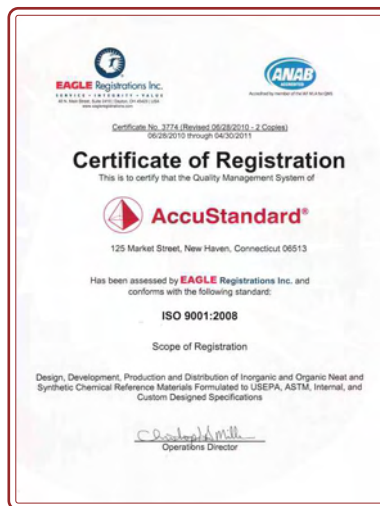 EAGLE Registrations Inc.
SERVICE • INTEGRITY • VALUE
www.eagleregistrations.com
ANAB
ACCREDITED
Certificate No. 3774 (Revised 06/28/2010 - 2 Copies)
06/28/2010 through 04/30/2011
Certificate of Registration
This is to certify that the Quality Management System of
AccuStandard®
125 Market Street, New Haven, Connecticut 06513
Has been assessed by EAGLE Registrations Inc. and
conforms with the following standard:
ISO 9001:2008
Scope of Registration
Design, Development, Production and Distribution of Inorganic and Organic Neat and
Synthetic Chemical Reference Materials Formulated to USEPA, ASTM, Internal, and
Custom Designed Specifications
Operations Director